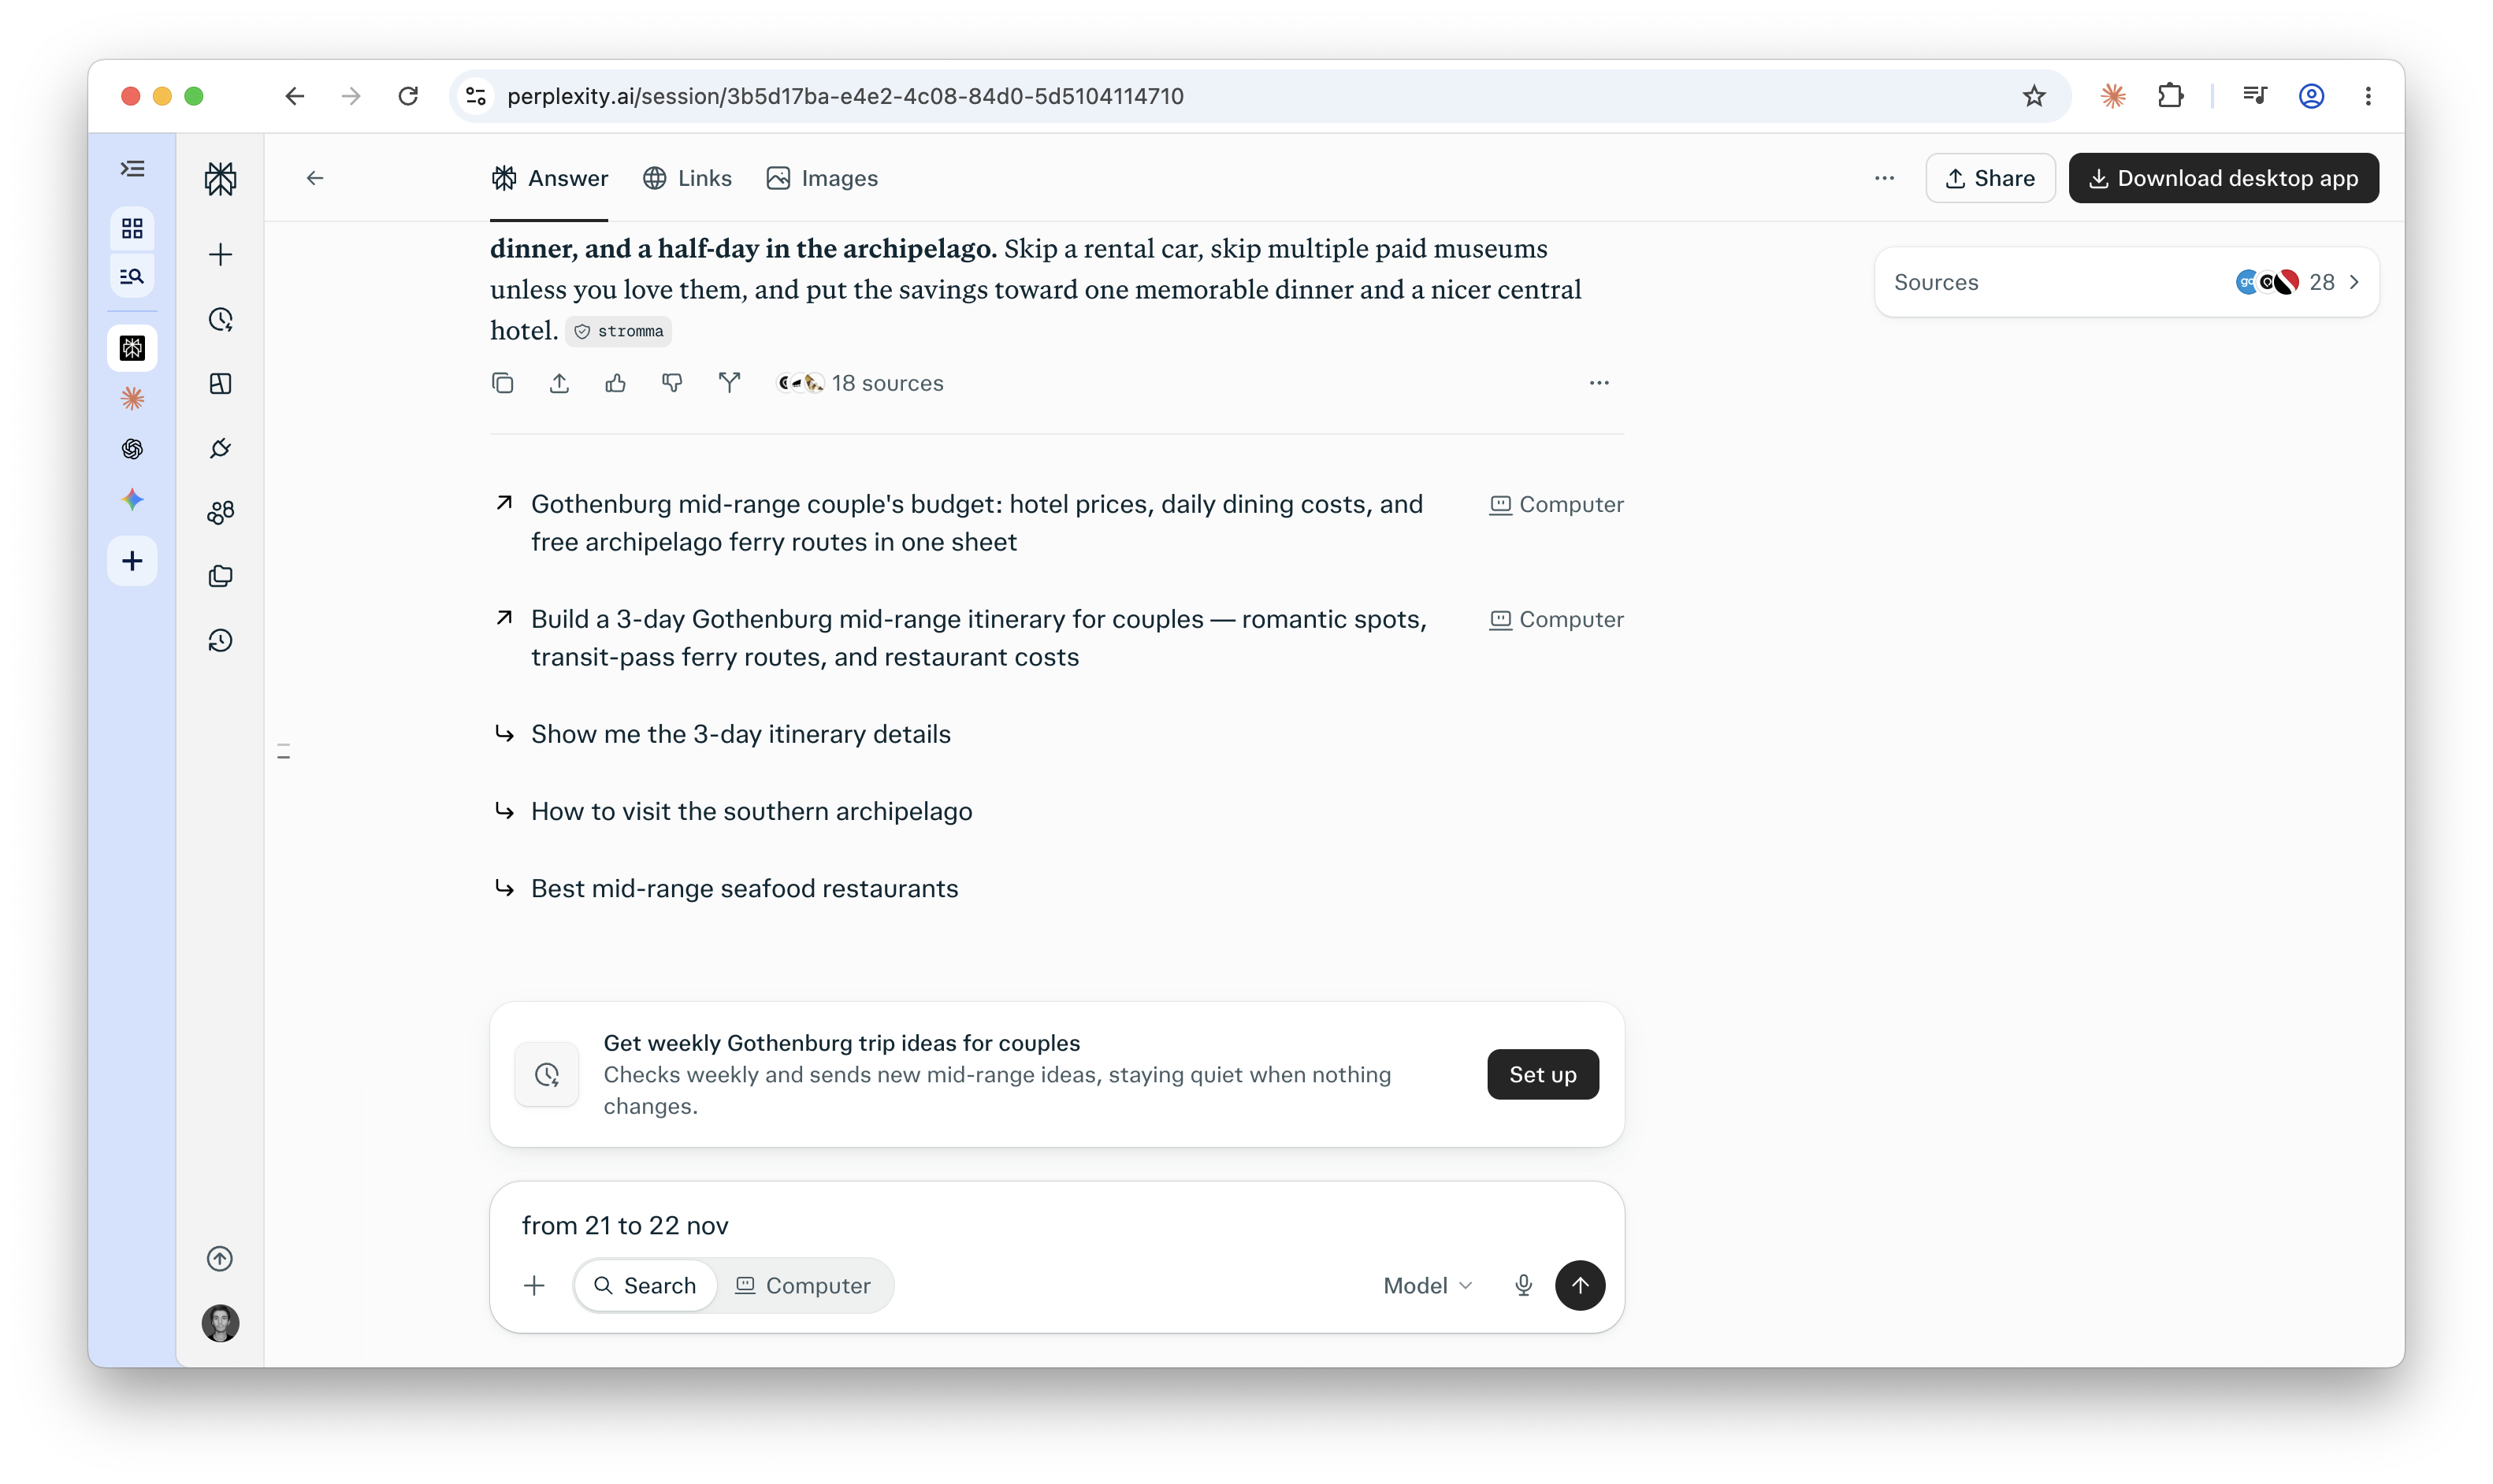 perplexity.ai/session/3b5d17ba-e4e2-4c08-84d0-5d5104114710
Answer
Links
Images
Share
Download desktop app
dinner, and a half-day in the archipelago. Skip a rental car, skip multiple paid museums
unless you love them, and put the savings toward one memorable dinner and a nicer central
hotel. stromma
Sources
28
18 sources
Gothenburg mid-range couple's budget: hotel prices, daily dining costs, and
free archipelago ferry routes in one sheet
Computer
Build a 3-day Gothenburg mid-range itinerary for couples — romantic spots,
transit-pass ferry routes, and restaurant costs
Computer
Show me the 3-day itinerary details
How to visit the southern archipelago
Best mid-range seafood restaurants
Get weekly Gothenburg trip ideas for couples
Checks weekly and sends new mid-range ideas, staying quiet when nothing
changes.
Set up
from 21 to 22 nov
Search
Computer
Model